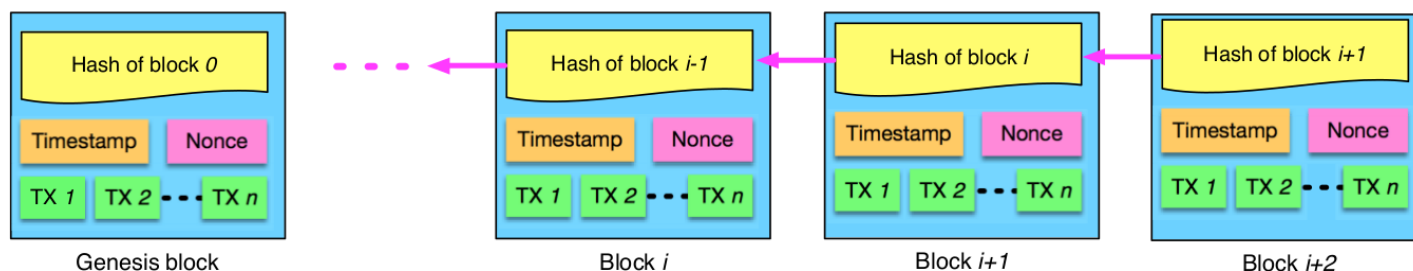 Hash of block 0
Hash of block i-1
Hash of block i
Hash of block i+1
Timestamp Nonce
Timestamp Nonce
Timestamp Nonce
Timestamp Nonce
TX 1 TX 2 TX n
TX 1 TX 2 TX n
TX 1 TX 2 TX n
TX 1 TX 2 TX n
Genesis block
Block i
Block i+1
Block i+2